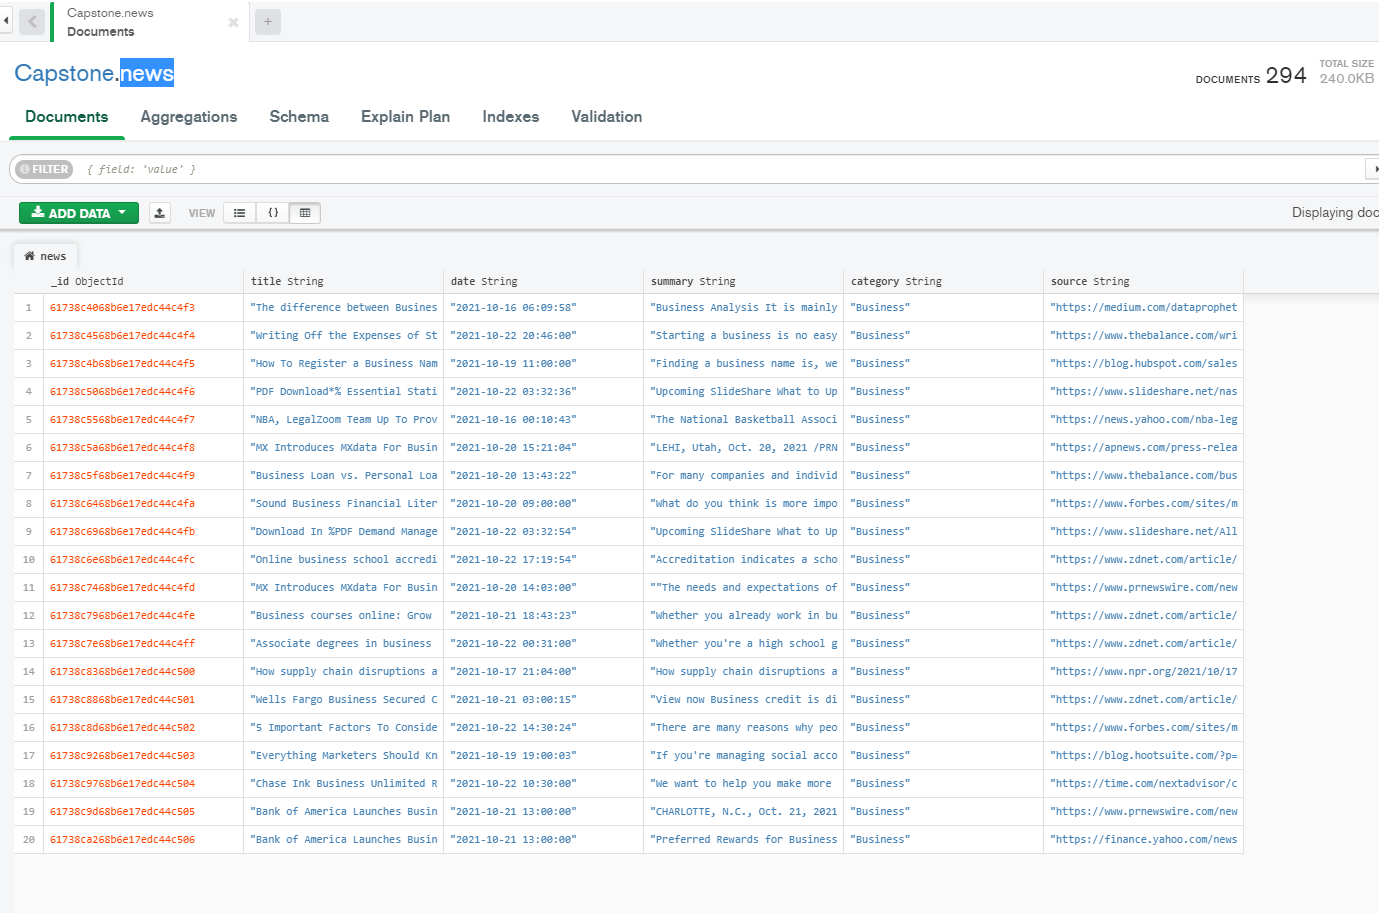 Capstone.news
Documents
+
Capstone.news
DOCUMENTS 294
TOTAL SIZE
240.0KB
Documents Aggregations Schema Explain Plan Indexes Validation
FILTER { field: 'value' }
ADD DATA VIEW {} Displaying doc
news
_id ObjectId title String date String summary String category String source String
1 61738c4068b6e17edc44c4f3 "The difference between Busines "2021-10-16 06:09:58" "Business Analysis It is mainly "Business" "https://medium.com/dataprophet
2 61738c4568b6e17edc44c4f4 "Writing Off the Expenses of St "2021-10-22 20:46:00" "Starting a business is no easy "Business" "https://www.thebalance.com/wri
3 61738c4b68b6e17edc44c4f5 "How To Register a Business Nam "2021-10-19 11:00:00" "Finding a business name is, we "Business" "https://blog.hubspot.com/sales
4 61738c5068b6e17edc44c4f6 "PDF Download*% Essential Stati "2021-10-22 03:32:36" "Upcoming SlideShare What to Up "Business" "https://www.slideshare.net/nas
5 61738c5568b6e17edc44c4f7 "NBA, LegalZoom Team Up To Prov "2021-10-16 00:10:43" "The National Basketball Associ "Business" "https://news.yahoo.com/nba-leg
6 61738c5a68b6e17edc44c4f8 "MX Introduces MXdata For Busin "2021-10-20 15:21:04" "LEHI, Utah, Oct. 20, 2021 /PRN "Business" "https://apnews.com/press-relea
7 61738c5f68b6e17edc44c4f9 "Business Loan vs. Personal Loa "2021-10-20 13:43:22" "For many companies and individ "Business" "https://www.thebalance.com/bus
8 61738c6468b6e17edc44c4fa "Sound Business Financial Liter "2021-10-20 09:00:00" "What do you think is more impo "Business" "https://www.forbes.com/sites/m
9 61738c6968b6e17edc44c4fb "Download In %PDF Demand Manage "2021-10-22 03:32:54" "Upcoming SlideShare What to Up "Business" "https://www.slideshare.net/All
10 61738c6e68b6e17edc44c4fc "Online business school accredi "2021-10-22 17:19:54" "Accreditation indicates a scho "Business" "https://www.zdnet.com/article/
11 61738c7468b6e17edc44c4fd "MX Introduces MXdata For Busin "2021-10-20 14:03:00" ""The needs and expectations of "Business" "https://www.prnewswire.com/new
12 61738c7968b6e17edc44c4fe "Business courses online: Grow "2021-10-21 18:43:23" "Whether you already work in bu "Business" "https://www.zdnet.com/article/
13 61738c7e68b6e17edc44c4ff "Associate degrees in business "2021-10-22 00:31:00" "Whether you're a high school g "Business" "https://www.zdnet.com/article/
14 61738c8368b6e17edc44c500 "How supply chain disruptions a "2021-10-17 21:04:00" "How supply chain disruptions a "Business" "https://www.npr.org/2021/10/17
15 61738c8868b6e17edc44c501 "Wells Fargo Business Secured C "2021-10-21 03:00:15" "View now Business credit is di "Business" "https://www.zdnet.com/article/
16 61738c8d68b6e17edc44c502 "5 Important Factors To Conside "2021-10-22 14:30:24" "There are many reasons why peo "Business" "https://www.forbes.com/sites/m
17 61738c9268b6e17edc44c503 "Everything Marketers Should Kn "2021-10-19 19:00:03" "If you're managing social acco "Business" "https://blog.hootsuite.com/?p=
18 61738c9768b6e17edc44c504 "Chase Ink Business Unlimited R "2021-10-22 10:30:00" "We want to help you make more "Business" "https://time.com/nextadvisor/c
19 61738c9d68b6e17edc44c505 "Bank of America Launches Busin "2021-10-21 13:00:00" "CHARLOTTE, N.C., Oct. 21, 2021 "Business" "https://www.prnewswire.com/new
20 61738ca268b6e17edc44c506 "Bank of America Launches Busin "2021-10-21 13:00:00" "Preferred Rewards for Business "Business" "https://finance.yahoo.com/news